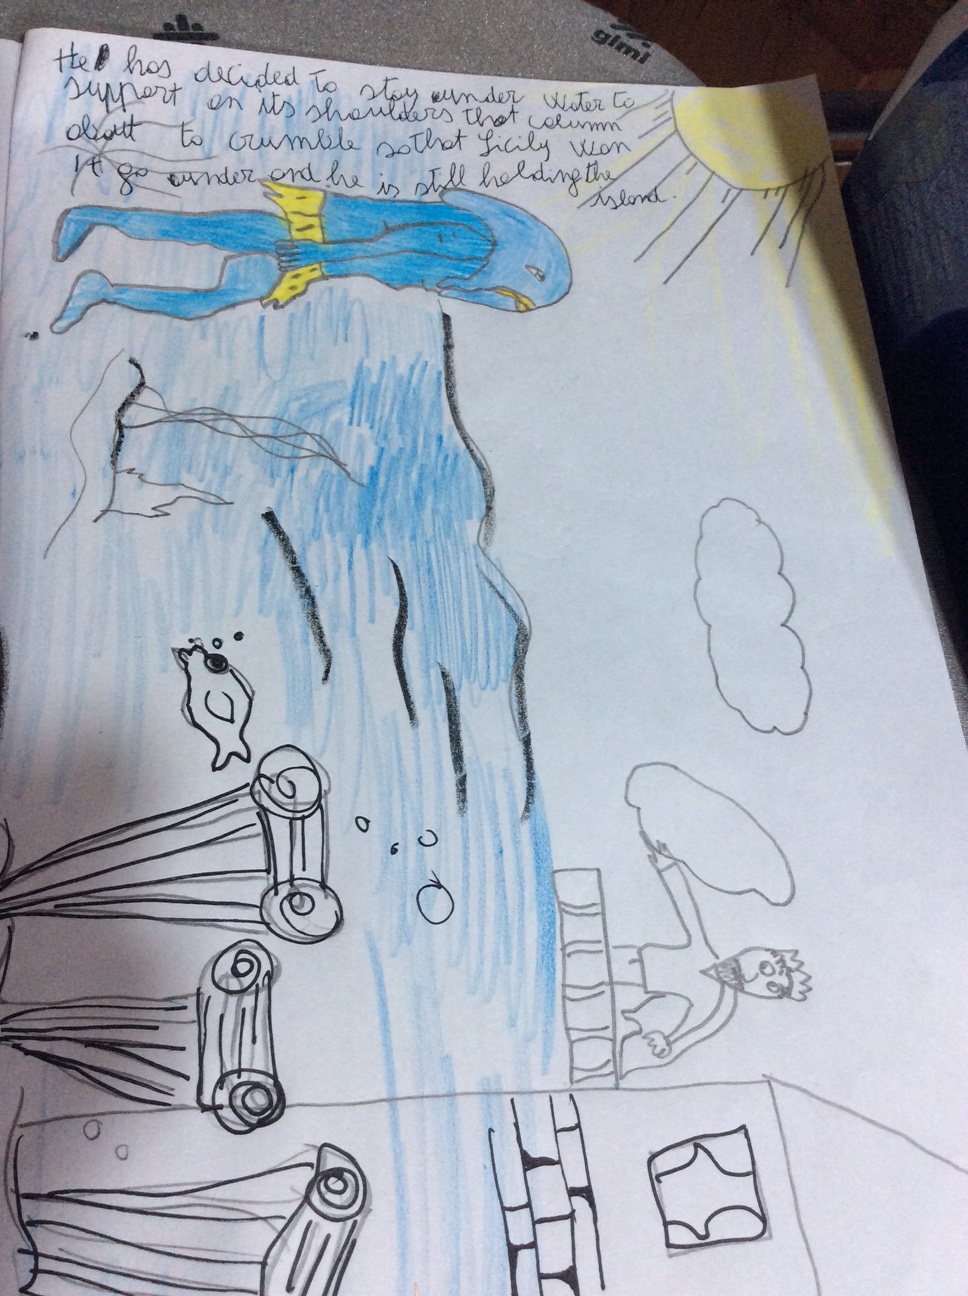 He has decided to stay under water to
support on its shoulders that column
about to crumble so that Sicily won
't go under and he is still holding the
island.
gimi